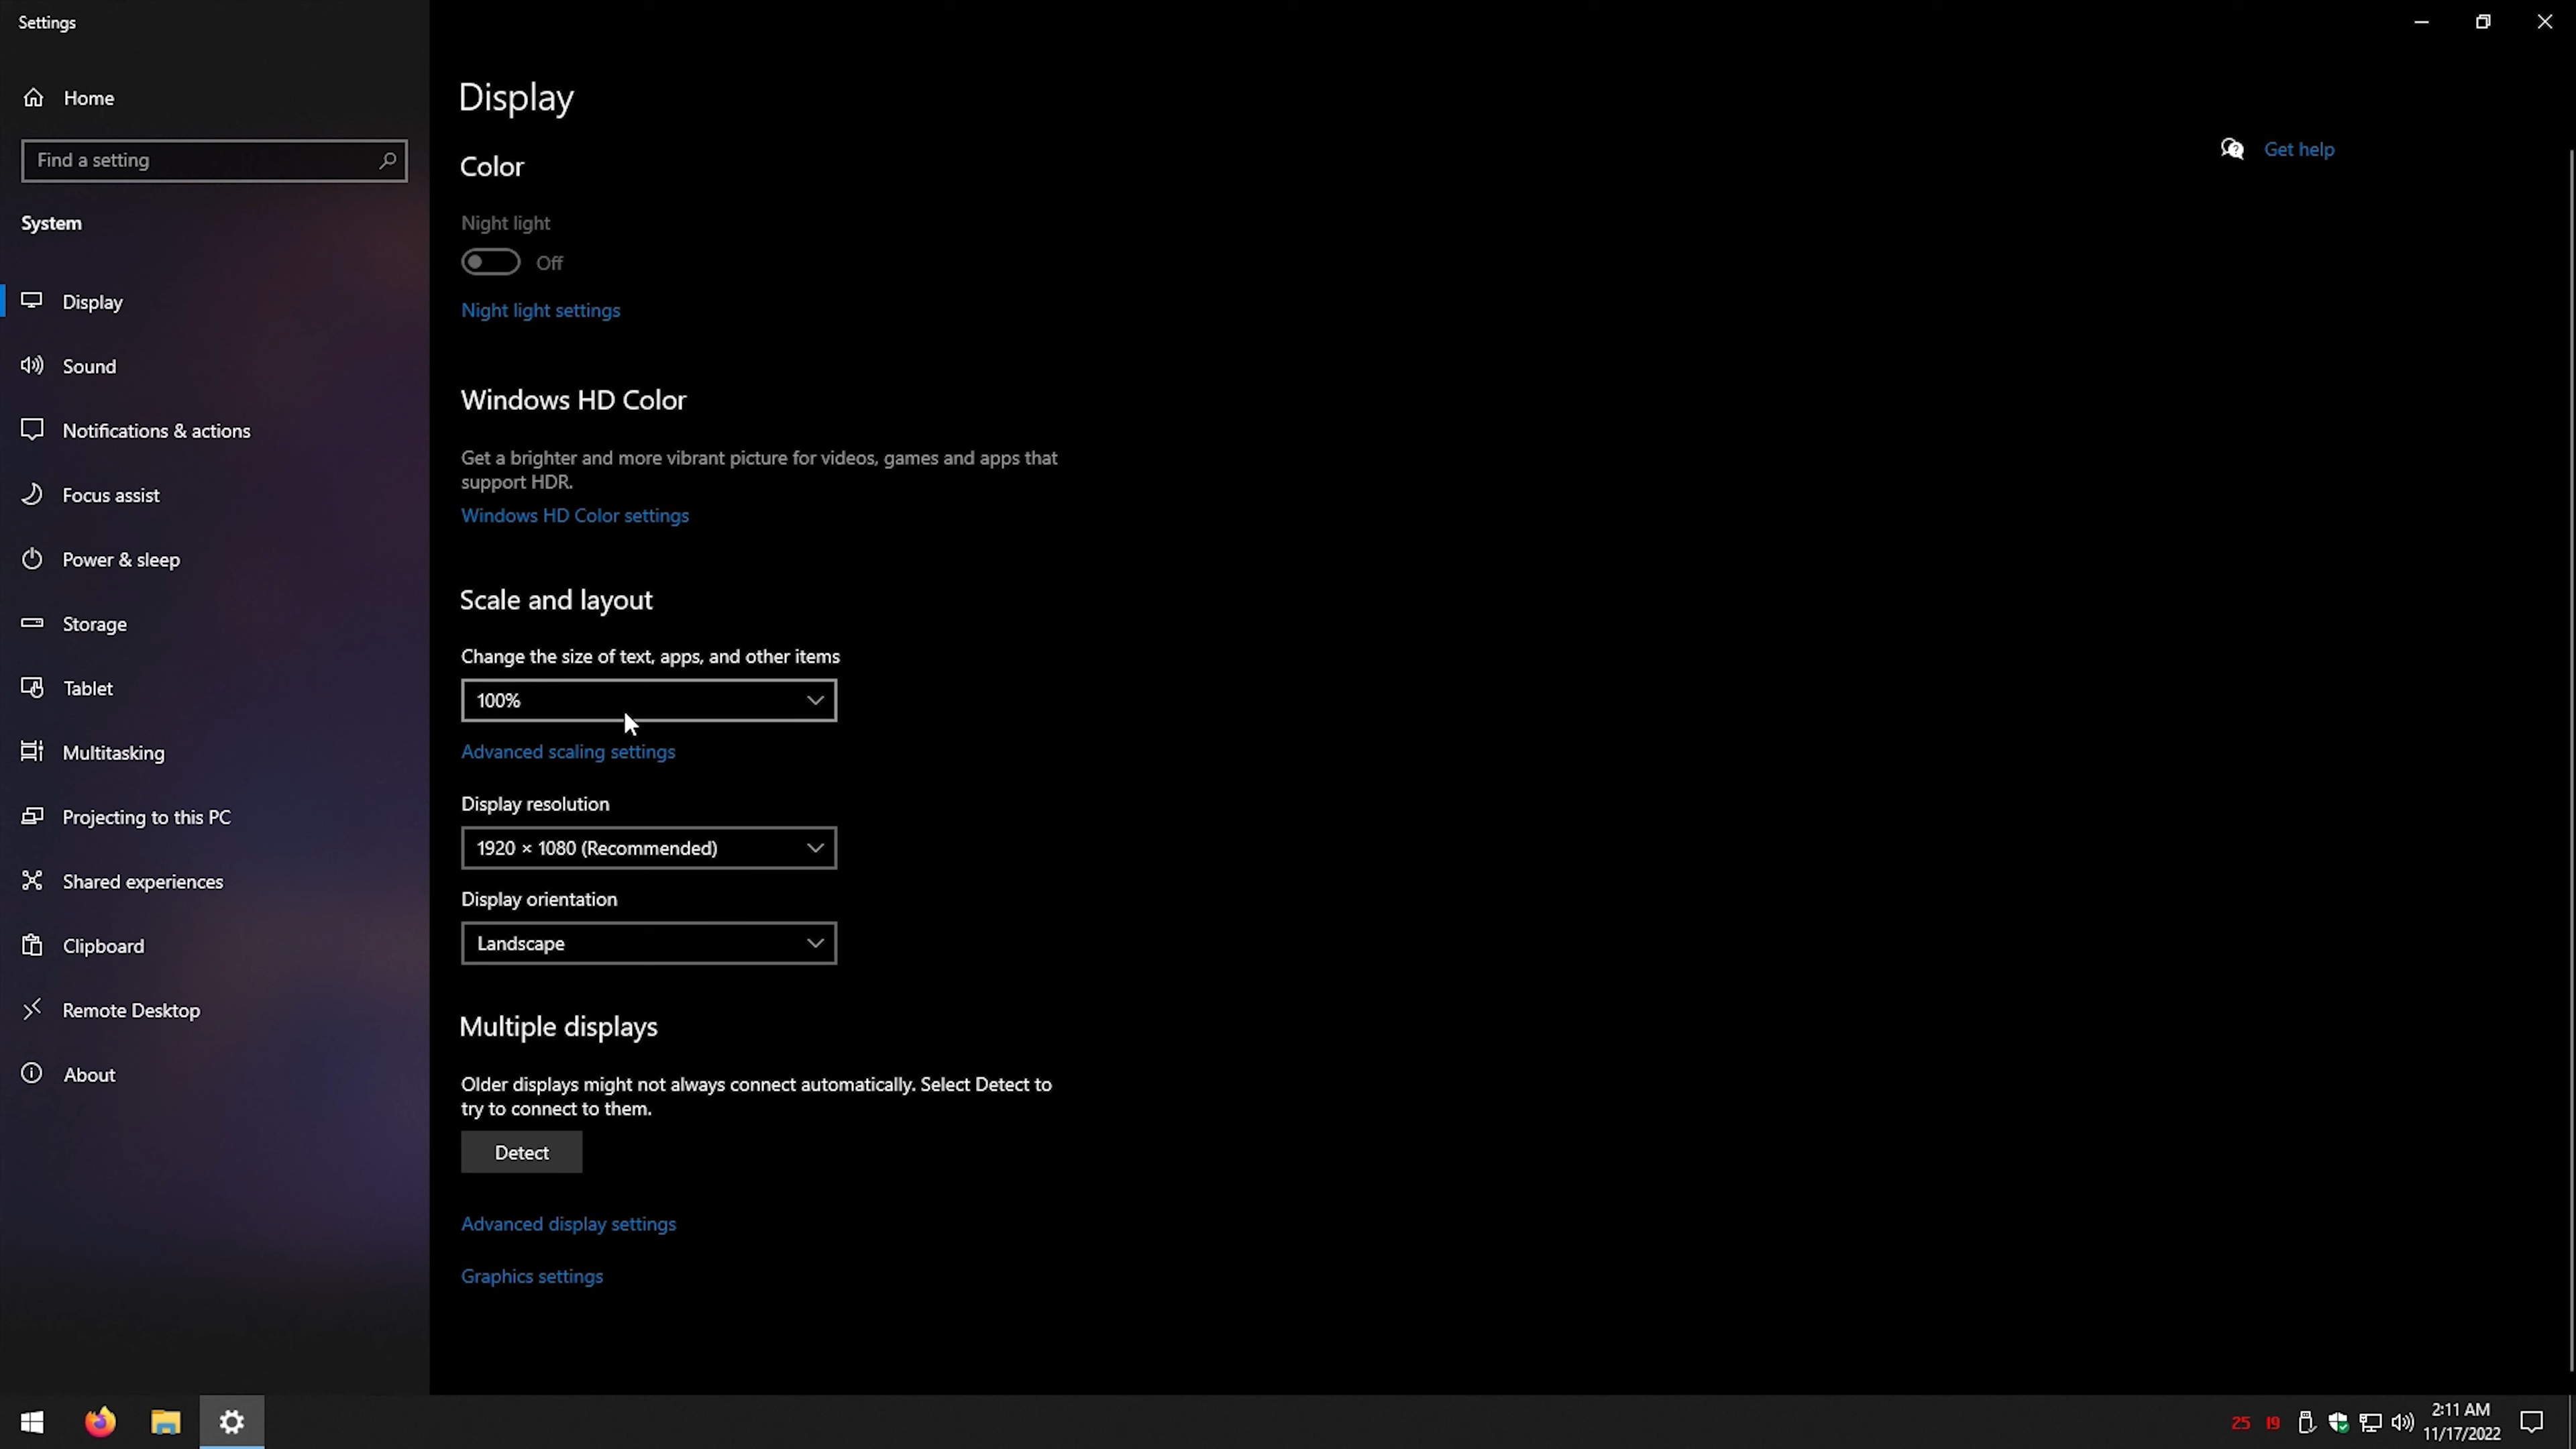 Settings
Home
Find a setting
System
Display
Sound
Notifications & actions
Focus assist
Power & sleep
Storage
Tablet
Multitasking
Projecting to this PC
Shared experiences
Clipboard
Remote Desktop
About
Display
Color
Night light
Off
Night light settings
Windows HD Color
Get a brighter and more vibrant picture for videos, games and apps that
support HDR.
Windows HD Color settings
Scale and layout
Change the size of text, apps, and other items
100%
Advanced scaling settings
Display resolution
1920 × 1080 (Recommended)
Display orientation
Landscape
Multiple displays
Older displays might not always connect automatically. Select Detect to
try to connect to them.
Detect
Advanced display settings
Graphics settings
Get help
25 19
2:11 AM
11/17/2022